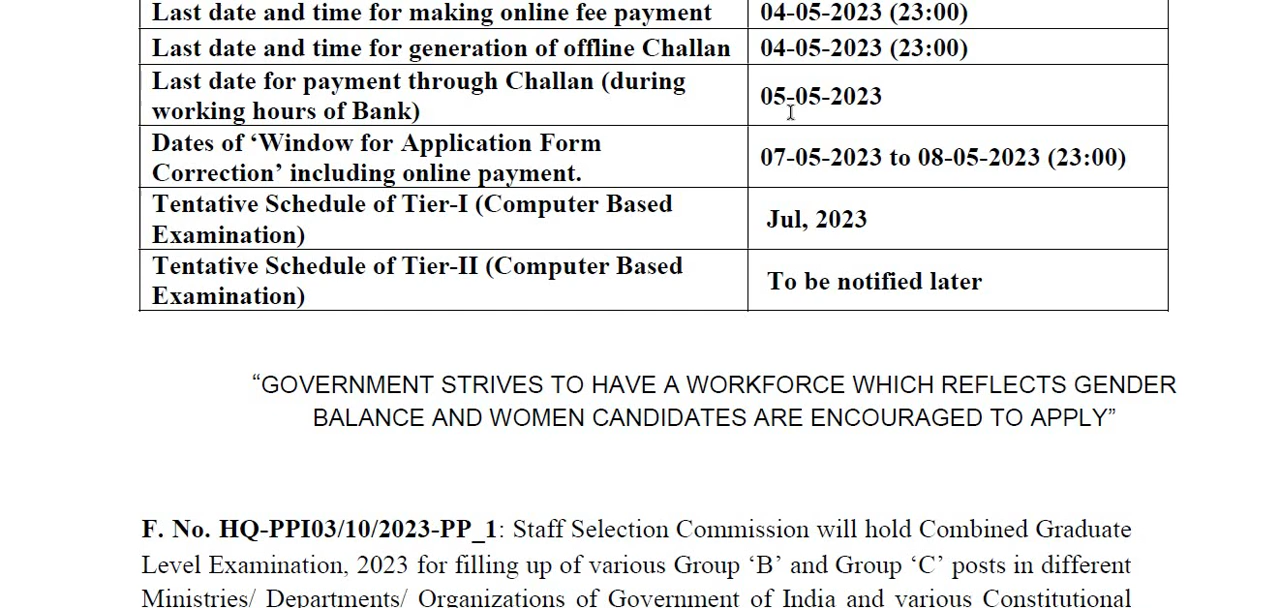 Last date and time for making online fee payment 04-05-2023 (23:00)
Last date and time for generation of offline Challan 04-05-2023 (23:00)
Last date for payment through Challan (during
working hours of Bank)
05-05-2023
Dates of ‘Window for Application Form
Correction’ including online payment.
07-05-2023 to 08-05-2023 (23:00)
Tentative Schedule of Tier-I (Computer Based
Examination)
Jul, 2023
Tentative Schedule of Tier-II (Computer Based
Examination)
To be notified later
“GOVERNMENT STRIVES TO HAVE A WORKFORCE WHICH REFLECTS GENDER
BALANCE AND WOMEN CANDIDATES ARE ENCOURAGED TO APPLY”
F. No. HQ-PPI03/10/2023-PP_1: Staff Selection Commission will hold Combined Graduate
Level Examination, 2023 for filling up of various Group ‘B’ and Group ‘C’ posts in different
Ministries/ Departments/ Organizations of Government of India and various Constitutional